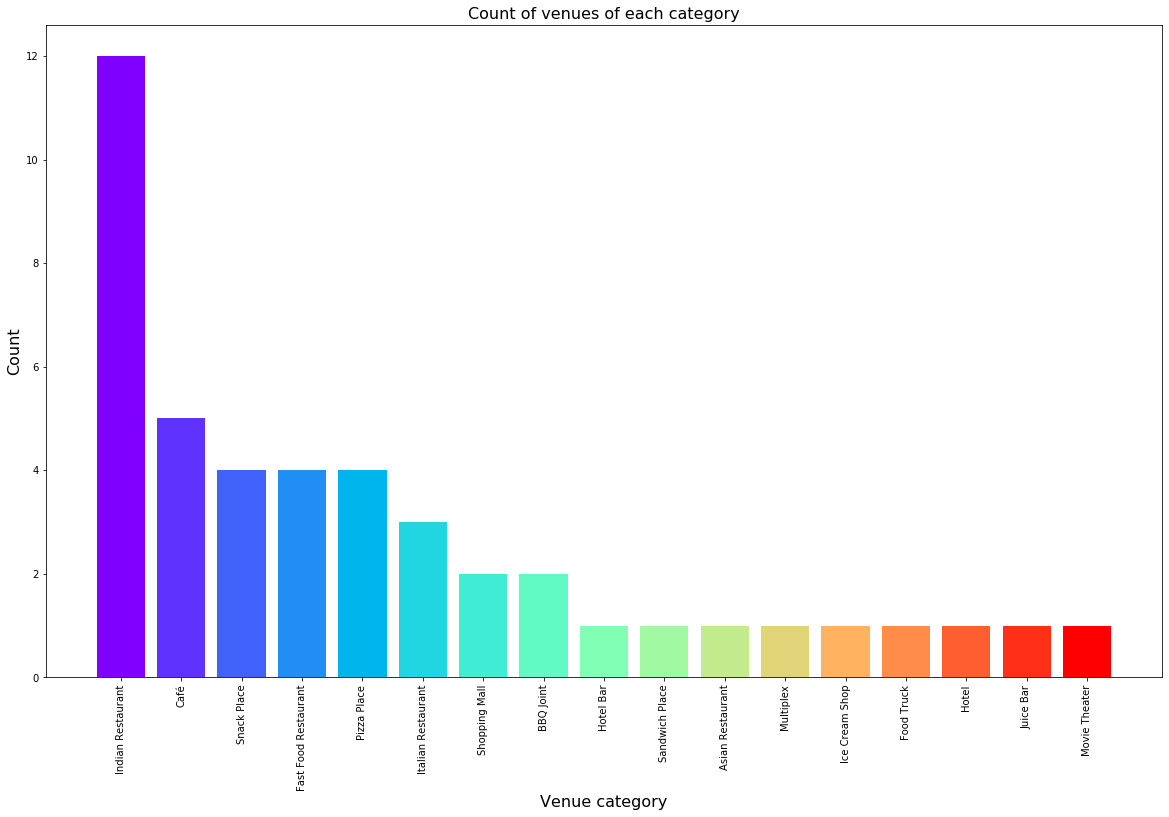 Count of venues of each category
12
10
8
6
4
2
0
Count
Indian Restaurant
Café
Snack Place
Fast Food Restaurant
Pizza Place
Italian Restaurant
Shopping Mall
BBQ Joint
Hotel Bar
Sandwich Place
Asian Restaurant
Multiplex
Ice Cream Shop
Food Truck
Hotel
Juice Bar
Movie Theater
Venue category